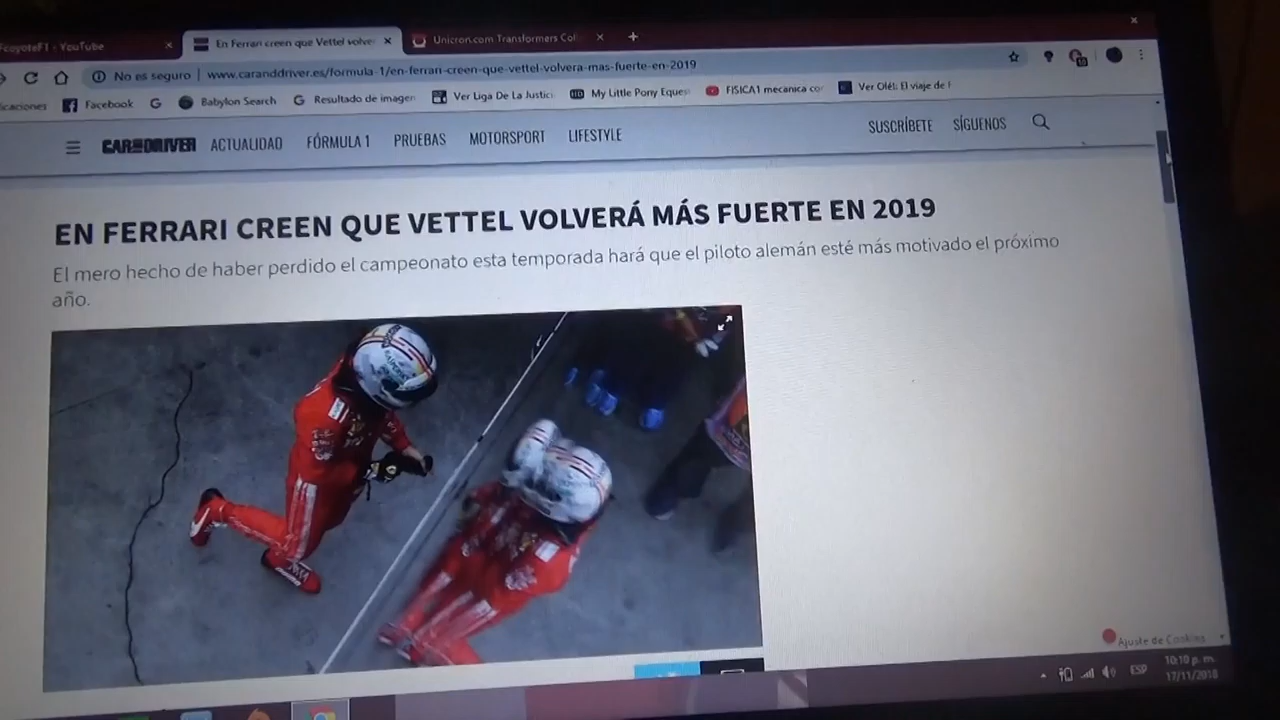 coyoteF1 - YouTube
En Ferrari creen que Vettel volve
Unicron.com Transformers Col
No es seguro | www.caranddriver.es/formula-1/en-ferrari-creen-que-vettel-volvera-mas-fuerte-en-2019
caciones Facebook Babylon Search Resultado de imagen Ver Liga De La Justici My Little Pony Eques FISICA1 mecanica co Ver Olé!: El viaje de
CAR AND DRIVER ACTUALIDAD FÓRMULA 1 PRUEBAS MOTORSPORT LIFESTYLE SUSCRÍBETE SÍGUENOS
EN FERRARI CREEN QUE VETTEL VOLVERÁ MÁS FUERTE EN 2019
El mero hecho de haber perdido el campeonato esta temporada hará que el piloto alemán esté más motivado el próximo
año.
Ajuste de Cookies
ESP
10:10 p. m.
17/11/2018